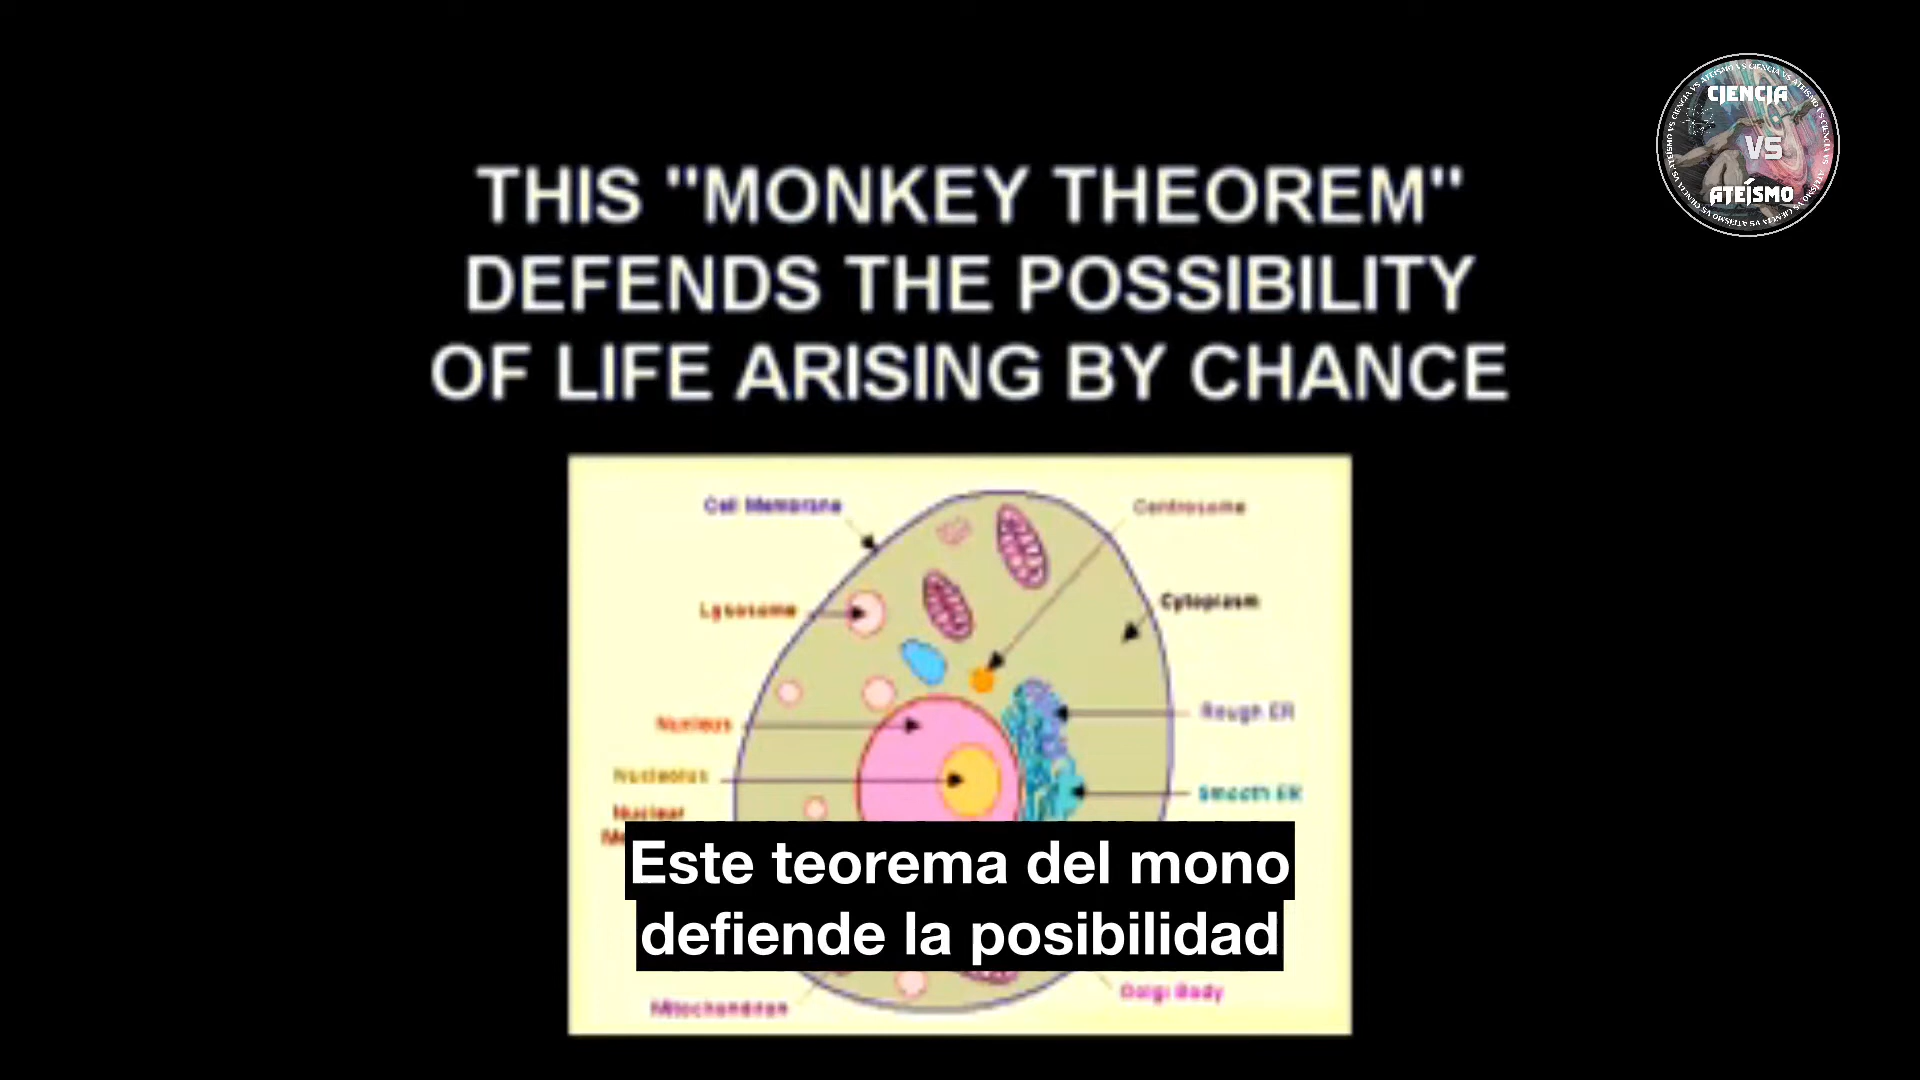 CIENCIA
VS
ATEÍSMO
THIS "MONKEY THEOREM"
DEFENDS THE POSSIBILITY
OF LIFE ARISING BY CHANCE
Cell Membrane
Centrosome
Lysosome
Cytoplasm
Nucleus
Rough ER
Nucleolus
Smooth ER
Nuclear
Este teorema del mono
defiende la posibilidad
Mitochondrion
Golgi Body